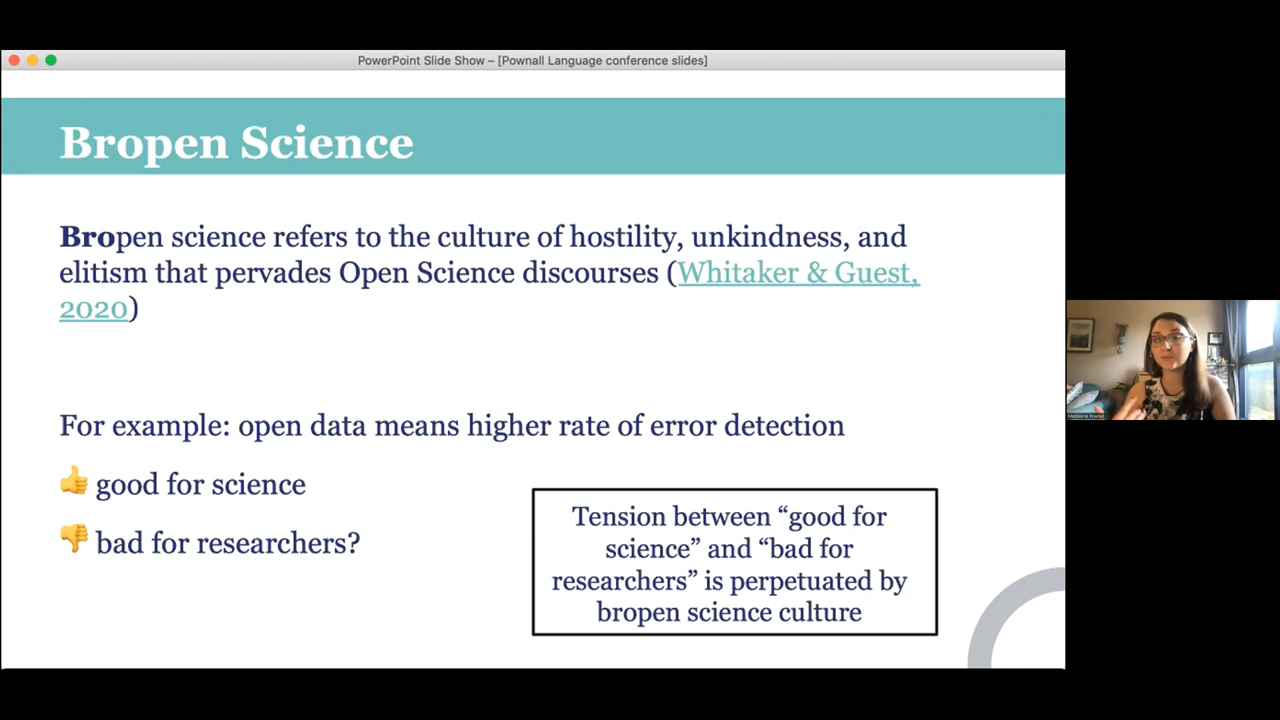 PowerPoint Slide Show – [Pownall Language conference slides]
Bropen Science
Bropen science refers to the culture of hostility, unkindness, and
elitism that pervades Open Science discourses (Whitaker & Guest,
2020)
For example: open data means higher rate of error detection
👍 good for science
👎 bad for researchers?
Tension between “good for
science” and “bad for
researchers” is perpetuated by
bropen science culture
Madeleine Pownall